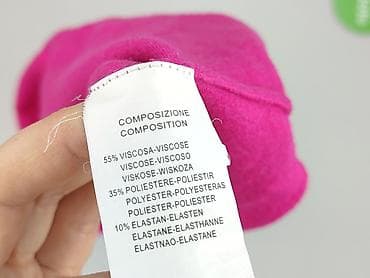 COMPOSIZIONE
COMPOSITION
55% VISCOSA-VISCOSE
VISCOSE-VISCOSO
VISKOSE-WISKOZA
35% POLIESTERE-POLIESTIR
POLYESTER-POLYESTERAS
POLIESTER-POLIESTER
10% ELASTAN-ELASTEN
ELASTANE-ELASTHANNE
ELASTNAO-ELASTANE